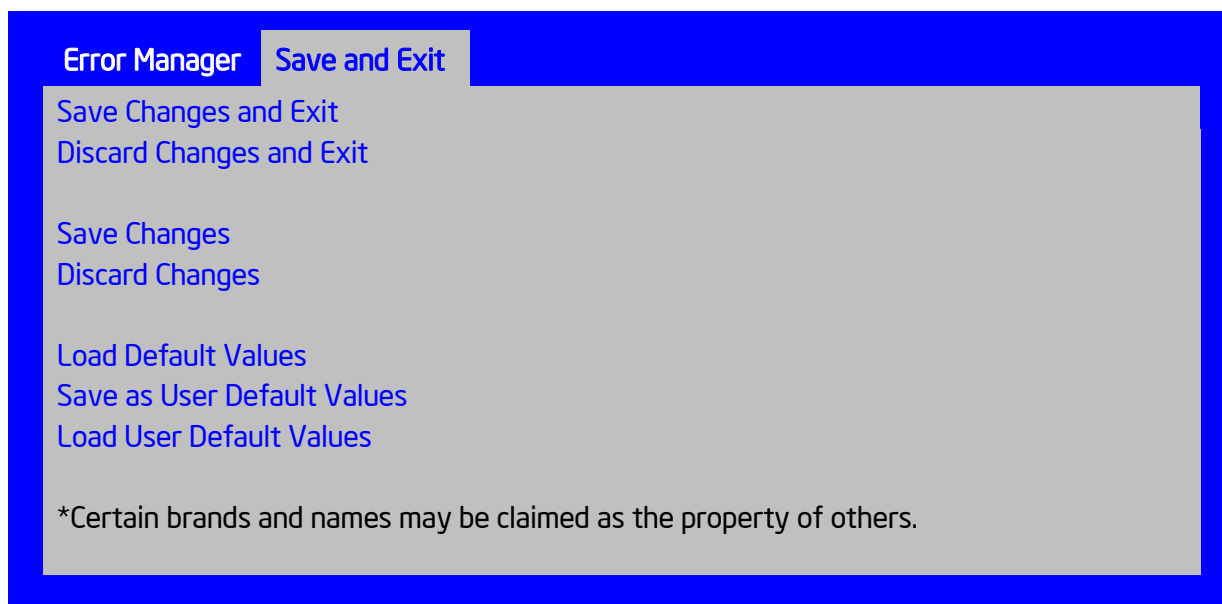 Error Manager Save and Exit
Save Changes and Exit
Discard Changes and Exit
Save Changes
Discard Changes
Load Default Values
Save as User Default Values
Load User Default Values
*Certain brands and names may be claimed as the property of others.